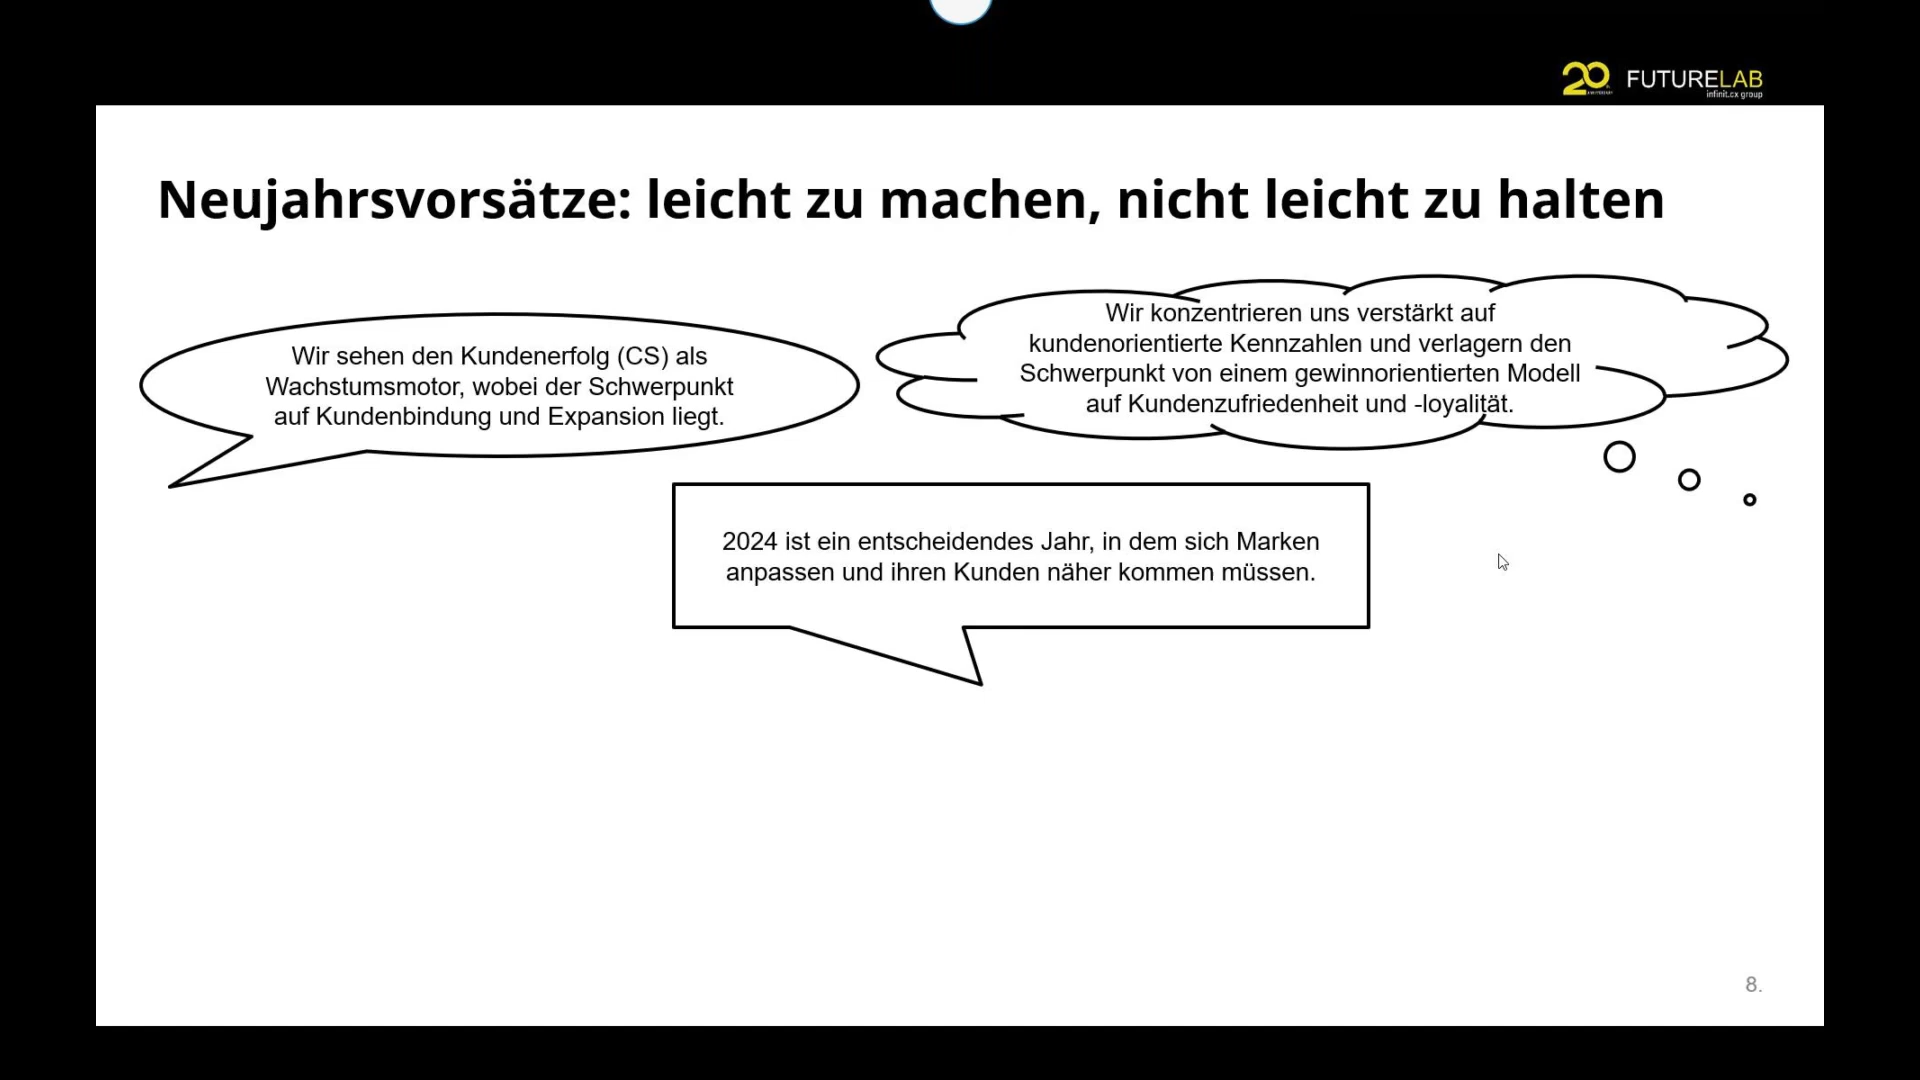 20
FUTURELAB
infinit.cx group
Neujahrsvorsätze: leicht zu machen, nicht leicht zu halten
Wir sehen den Kundenerfolg (CS) als
Wachstumsmotor, wobei der Schwerpunkt
auf Kundenbindung und Expansion liegt.
Wir konzentrieren uns verstärkt auf
kundenorientierte Kennzahlen und verlagern den
Schwerpunkt von einem gewinnorientierten Modell
auf Kundenzufriedenheit und -loyalität.
2024 ist ein entscheidendes Jahr, in dem sich Marken
anpassen und ihren Kunden näher kommen müssen.
8.